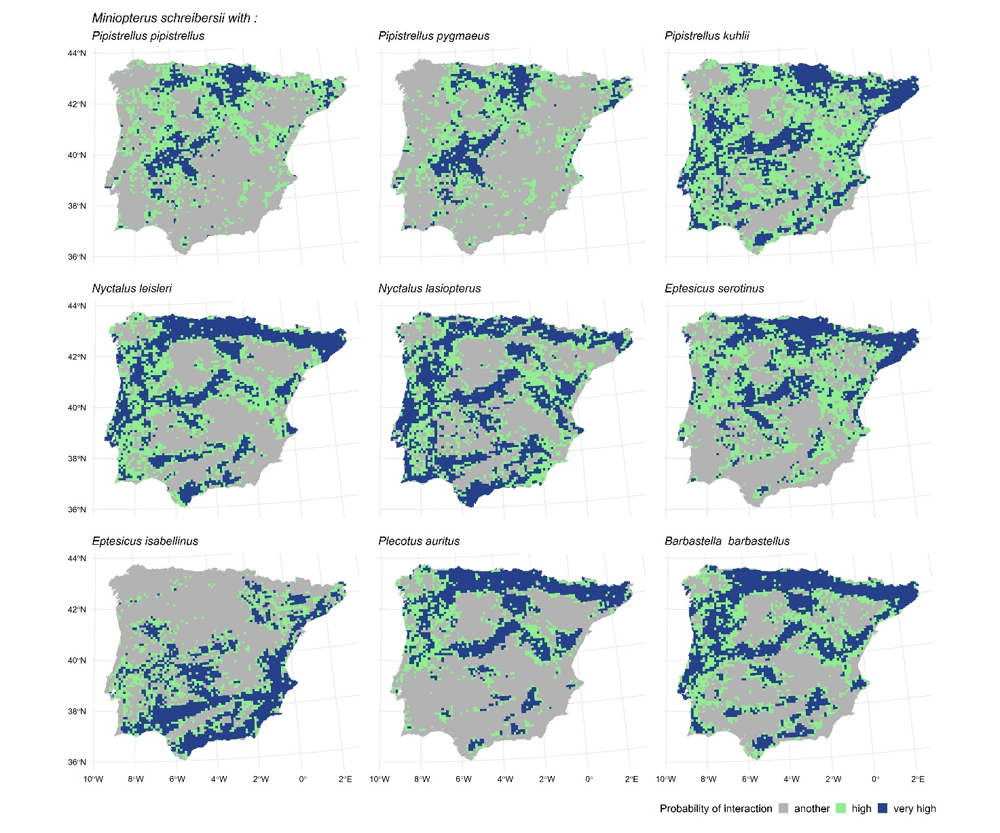 Miniopterus schreibersii with :
Pipistrellus pipistrellus
Pipistrellus pygmaeus
Pipistrellus kuhlii
44°N
42°N
40°N
38°N
36°N
Nyctalus leisleri
Nyctalus lasiopterus
Eptesicus serotinus
44°N
42°N
40°N
38°N
36°N
Eptesicus isabellinus
Plecotus auritus
Barbastella  barbastellus
44°N
42°N
40°N
38°N
36°N
10°W 8°W 6°W 4°W 2°W 0° 2°E 10°W 8°W 6°W 4°W 2°W 0° 2°E 10°W 8°W 6°W 4°W 2°W 0° 2°E
Probability of interaction another high very high